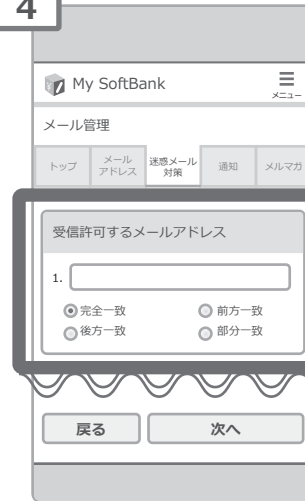 4
My SoftBank
メニュー
メール管理
トップ
メール
アドレス
迷惑メール
対策
通知
メルマガ
受信許可するメールアドレス
1.
完全一致 前方一致
後方一致 部分一致
戻る 次へ